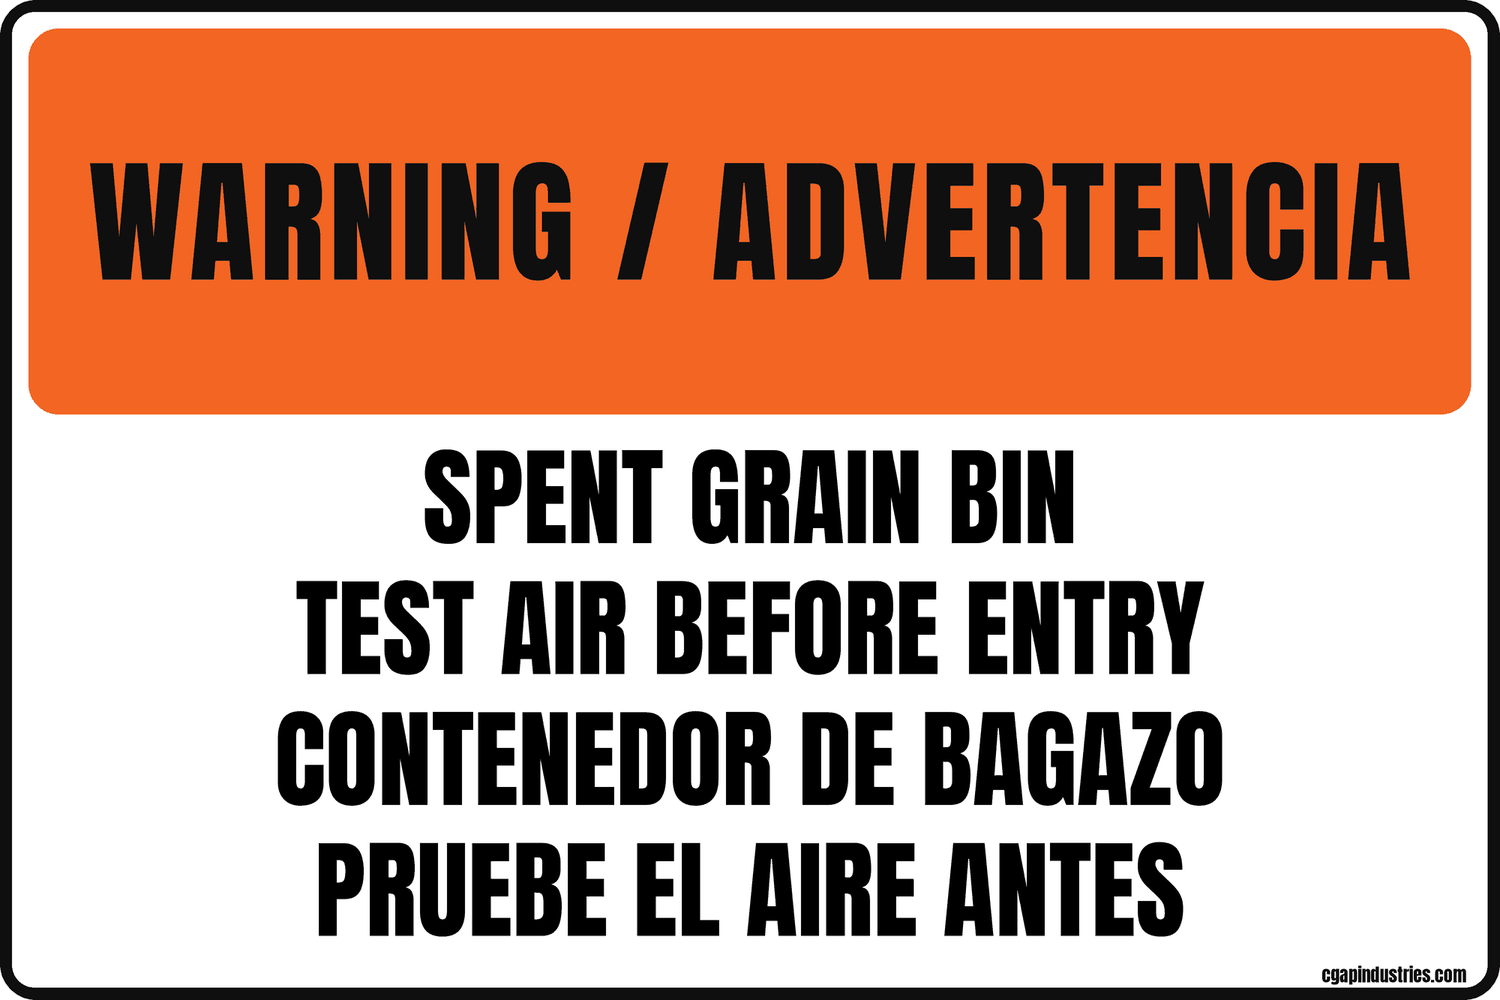 WARNING / ADVERTENCIA
SPENT GRAIN BIN
TEST AIR BEFORE ENTRY
CONTENEDOR DE BAGAZO
PRUEBE EL AIRE ANTES
cgapindustries.com